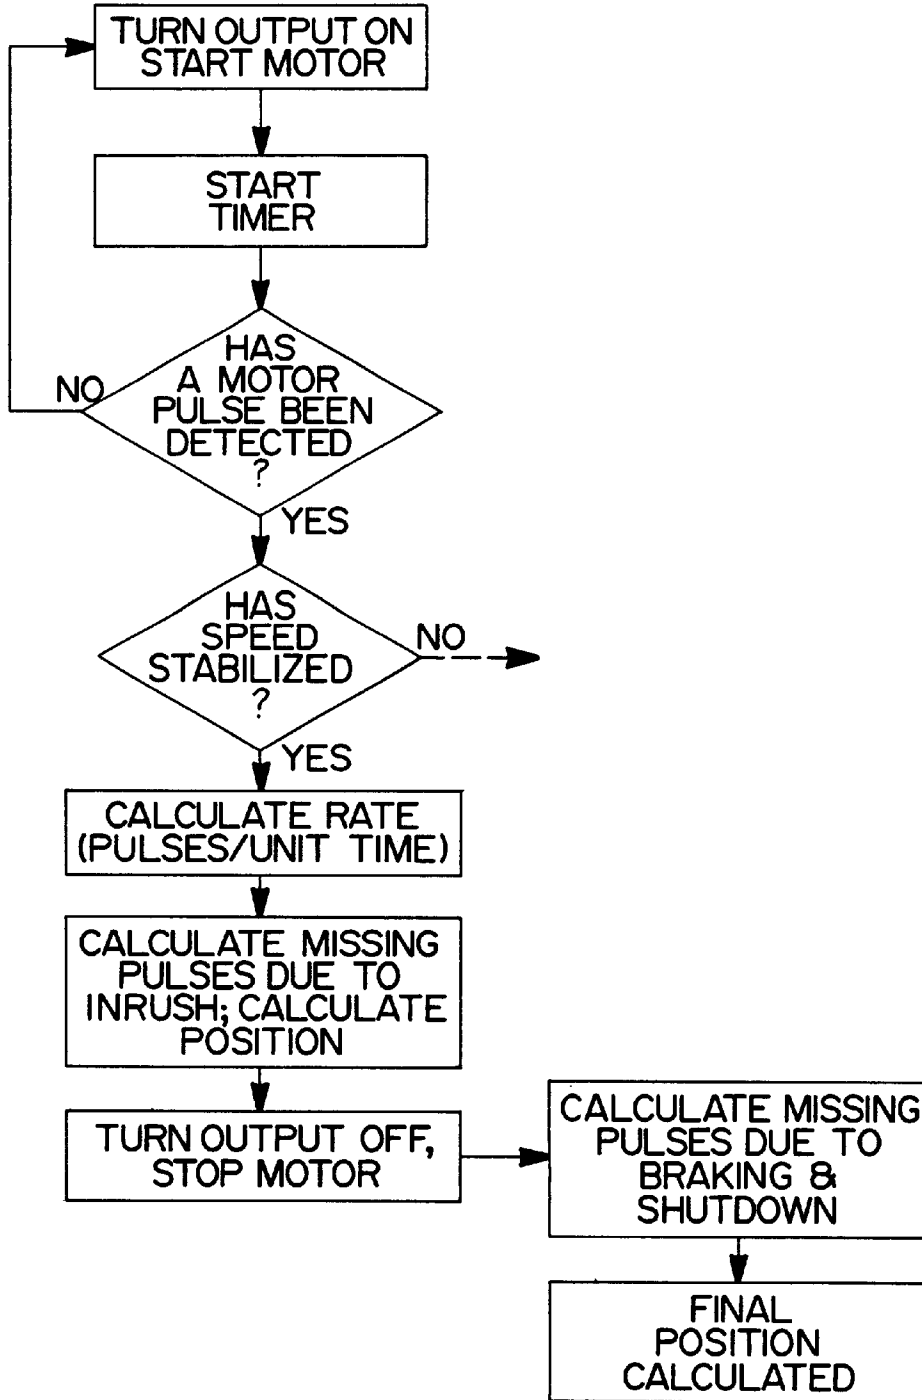 TURN OUTPUT ON
START MOTOR
START
TIMER
HAS
A MOTOR
PULSE BEEN
DETECTED
?
NO
YES
HAS
SPEED
STABILIZED
?
NO
YES
CALCULATE RATE
(PULSES/UNIT TIME)
CALCULATE MISSING
PULSES DUE TO
INRUSH; CALCULATE
POSITION
TURN OUTPUT OFF,
STOP MOTOR
CALCULATE MISSING
PULSES DUE TO
BRAKING &
SHUTDOWN
FINAL
POSITION
CALCULATED